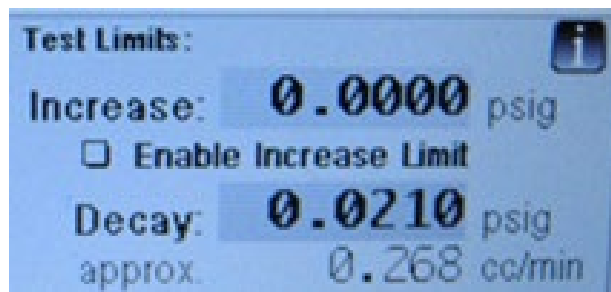 Test Limits:
i
Increase: 0.0000 psig
Enable Increase Limit
Decay: 0.0210 psig
approx. 0.268 cc/min